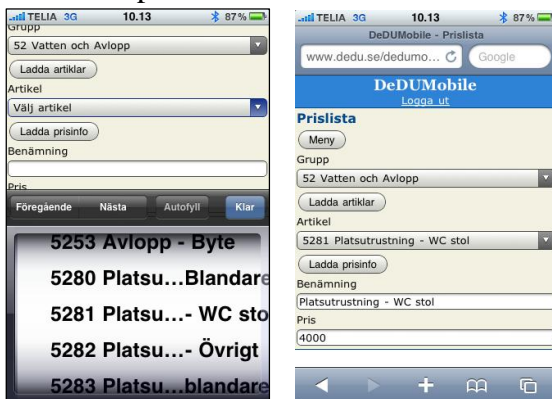 TELIA 3G 10.13 87%
Grupp
52 Vatten och Avlopp
Ladda artiklar
Artikel
Välj artikel
Ladda prisinfo
Benämning
Pris
Föregående Nästa Autofyll Klar
5253 Avlopp - Byte
5280 Platsu...Blandare
5281 Platsu...- WC sto
5282 Platsu...- Övrigt
5283 Platsu...blandare
TELIA 3G 10.13 87%
DeDUMobile - Prislista
www.dedu.se/dedumo... Google
DeDUMobile
Logga ut
Prislista
Meny
Grupp
52 Vatten och Avlopp
Ladda artiklar
Artikel
5281 Platsutrustning - WC stol
Ladda prisinfo
Benämning
Platsutrustning - WC stol
Pris
4000